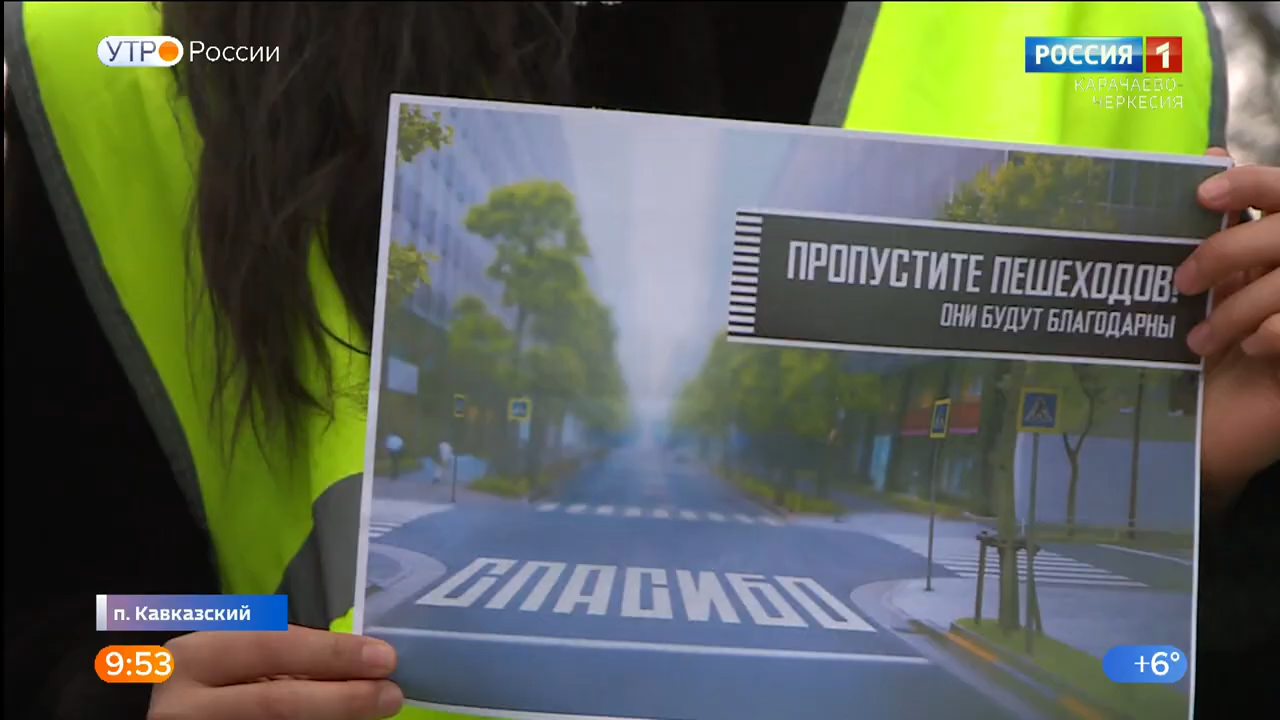 УТРО России
РОССИЯ 1
КАРАЧАЕВО-
ЧЕРКЕСИЯ
ПРОПУСТИТЕ ПЕШЕХОДОВ!
ОНИ БУДУТ БЛАГОДАРНЫ
СПАСИБО
п. Кавказский
9:53
+6°